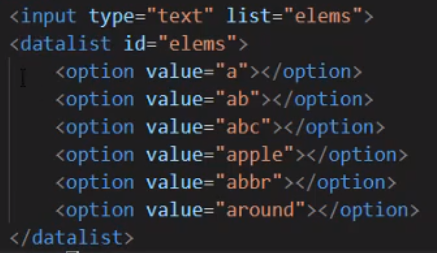 <input type="text" list="elems">
<datalist id="elems">
<option value="a"></option>
<option value="ab"></option>
<option value="abc"></option>
<option value="apple"></option>
<option value="abbr"></option>
<option value="around"></option>
</datalist>